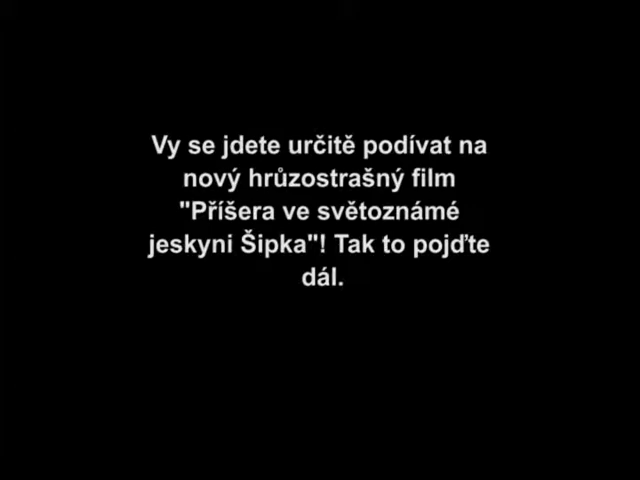 Vy se jdete určitě podívat na
nový hrůzostrašný film
"Příšera ve světoznámé
jeskyni Šipka"! Tak to pojďte
dál.